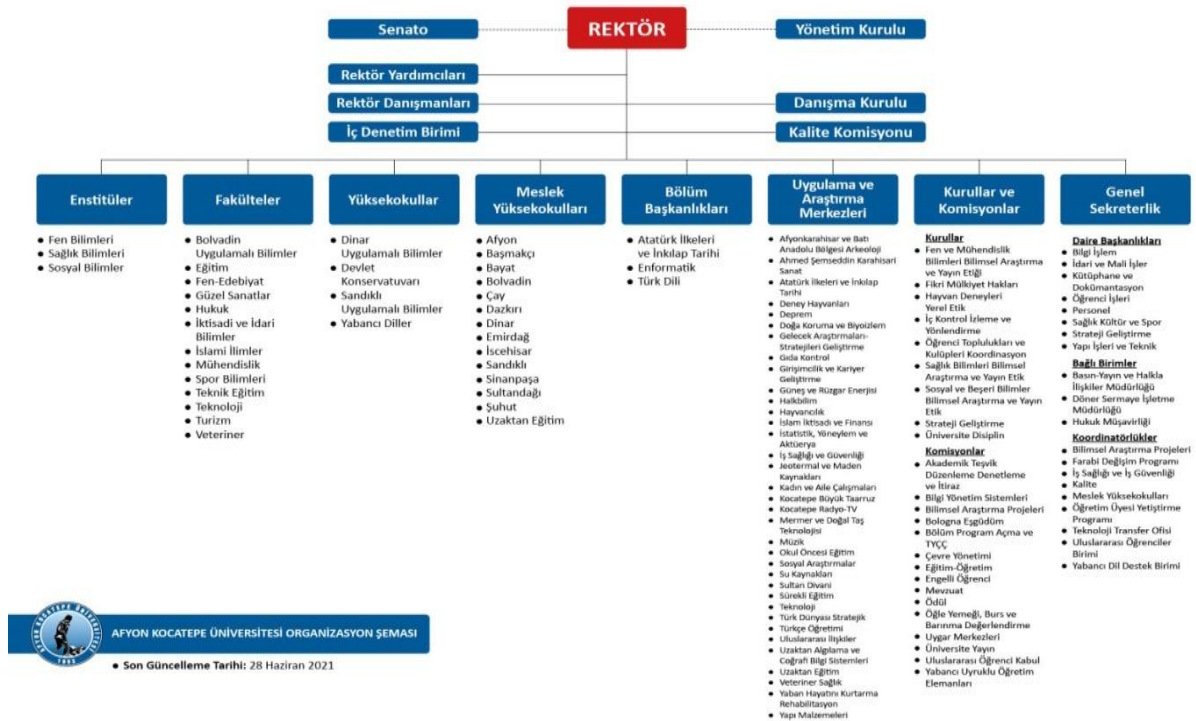 Senato
REKTÖR
Yönetim Kurulu
Rektör Yardımcıları
Rektör Danışmanları
Danışma Kurulu
İç Denetim Birimi
Kalite Komisyonu
Enstitüler
• Fen Bilimleri
• Sağlık Bilimleri
• Sosyal Bilimler
Fakülteler
• Bolvadin
Uygulamalı Bilimler
• Eğitim
• Fen-Edebiyat
• Güzel Sanatlar
• Hukuk
• İktisadi ve İdari
Bilimler
• İslami İlimler
• Mühendislik
• Spor Bilimleri
• Teknik Eğitim
• Teknoloji
• Turizm
• Veteriner
Yüksekokullar
• Dinar
Uygulamalı Bilimler
• Devlet
Konservatuvarı
• Sandıklı
Uygulamalı Bilimler
• Yabancı Diller
Meslek
Yüksekokulları
• Afyon
• Başmakçı
• Bayat
• Bolvadin
• Çay
• Dazkırı
• Dinar
• Emirdağ
• İscehisar
• Sandıklı
• Sinanpaşa
• Sultandağı
• Şuhut
• Uzaktan Eğitim
Bölüm
Başkanlıkları
• Atatürk İlkeleri
ve İnkılap Tarihi
• Enformatik
• Türk Dili
Uygulama ve
Araştırma
Merkezleri
• Afyonkarahisar ve Batı
Anadolu Bölgesi Arkeoloji
• Ahmed Şemseddin Karahisari
Sanat
• Atatürk İlkeleri ve İnkılap
Tarihi
• Deney Hayvanları
• Deprem
• Doğa Koruma ve Biyoizlem
• Gelecek Araştırmaları-
Stratejileri Geliştirme
• Gıda Kontrol
• Girişimcilik ve Kariyer
Geliştirme
• Güneş ve Rüzgar Enerjisi
• Halkbilim
• Hayvancılık
• İslam İktisadı ve Finansı
• İstatistik, Yöneylem ve
Aktüerya
• İş Sağlığı ve Güvenliği
• Jeotermal ve Maden
Kaynakları
• Kadın ve Aile Çalışmaları
• Kocatepe Büyük Taarruz
• Kocatepe Radyo-TV
• Mermer ve Doğal Taş
Teknolojisi
• Müzik
• Okul Öncesi Eğitim
• Sosyal Araştırmalar
• Su Kaynakları
• Sultan Divani
• Sürekli Eğitim
• Teknoloji
• Türk Dünyası Stratejik
• Türkçe Öğretimi
• Uluslararası İlişkiler
• Uzaktan Algılama ve
Coğrafi Bilgi Sistemleri
• Uzaktan Eğitim
• Veteriner Sağlık
• Yaban Hayatını Kurtarma
Rehabilitasyon
• Yapı Malzemeleri
Kurullar ve
Komisyonlar
Kurullar
• Fen ve Mühendislik
Bilimleri Bilimsel Araştırma
ve Yayın Etiği
• Fikri Mülkiyet Hakları
• Hayvan Deneyleri
Yerel Etik
• İç Kontrol İzleme ve
Yönlendirme
• Öğrenci Toplulukları ve
Kulüpleri Koordinasyon
• Sağlık Bilimleri Bilimsel
Araştırma ve Yayın Etik
• Sosyal ve Beşeri Bilimler
Bilimsel Araştırma ve Yayın
Etik
• Strateji Geliştirme
• Üniversite Disiplin
Komisyonlar
• Akademik Teşvik
Düzenleme Denetleme
ve İtiraz
• Bilgi Yönetim Sistemleri
• Bilimsel Araştırma Projeleri
• Bologna Eşgüdüm
• Bölüm Program Açma ve
TYÇÇ
• Çevre Yönetimi
• Eğitim-Öğretim
• Engelli Öğrenci
• Mevzuat
• Ödül
• Öğle Yemeği, Burs ve
Barınma Değerlendirme
• Uygar Merkezleri
• Üniversite Yayın
• Uluslararası Öğrenci Kabul
• Yabancı Uyruklu Öğretim
Elemanları
Genel
Sekreterlik
Daire Başkanlıkları
• Bilgi İşlem
• İdari ve Mali İşler
• Kütüphane ve
Dokümantasyon
• Öğrenci İşleri
• Personel
• Sağlık Kültür ve Spor
• Strateji Geliştirme
• Yapı İşleri ve Teknik
Bağlı Birimler
• Basın-Yayın ve Halkla
İlişkiler Müdürlüğü
• Döner Sermaye İşletme
Müdürlüğü
• Hukuk Müşavirliği
Koordinatörlükler
• Bilimsel Araştırma Projeleri
• Farabi Değişim Programı
• İş Sağlığı ve İş Güvenliği
• Kalite
• Meslek Yüksekokulları
• Öğretim Üyesi Yetiştirme
Programı
• Teknoloji Transfer Ofisi
• Uluslararası Öğrenciler
Birimi
• Yabancı Dil Destek Birimi
AFYON KOCATEPE ÜNİVERSİTESİ
1992
AFYON KOCATEPE ÜNİVERSİTESİ ORGANİZASYON ŞEMASI
• Son Güncelleme Tarihi: 28 Haziran 2021